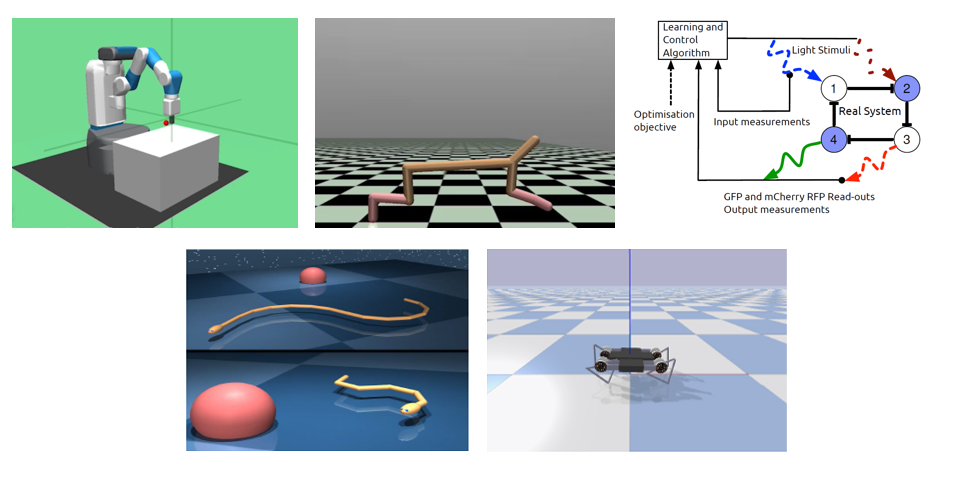 Learning and
Control
Algorithm
Light Stimuli
1
2
Optimisation
objective
Input measurements
Real System
4
3
GFP and mCherry RFP Read-outs
Output measurements